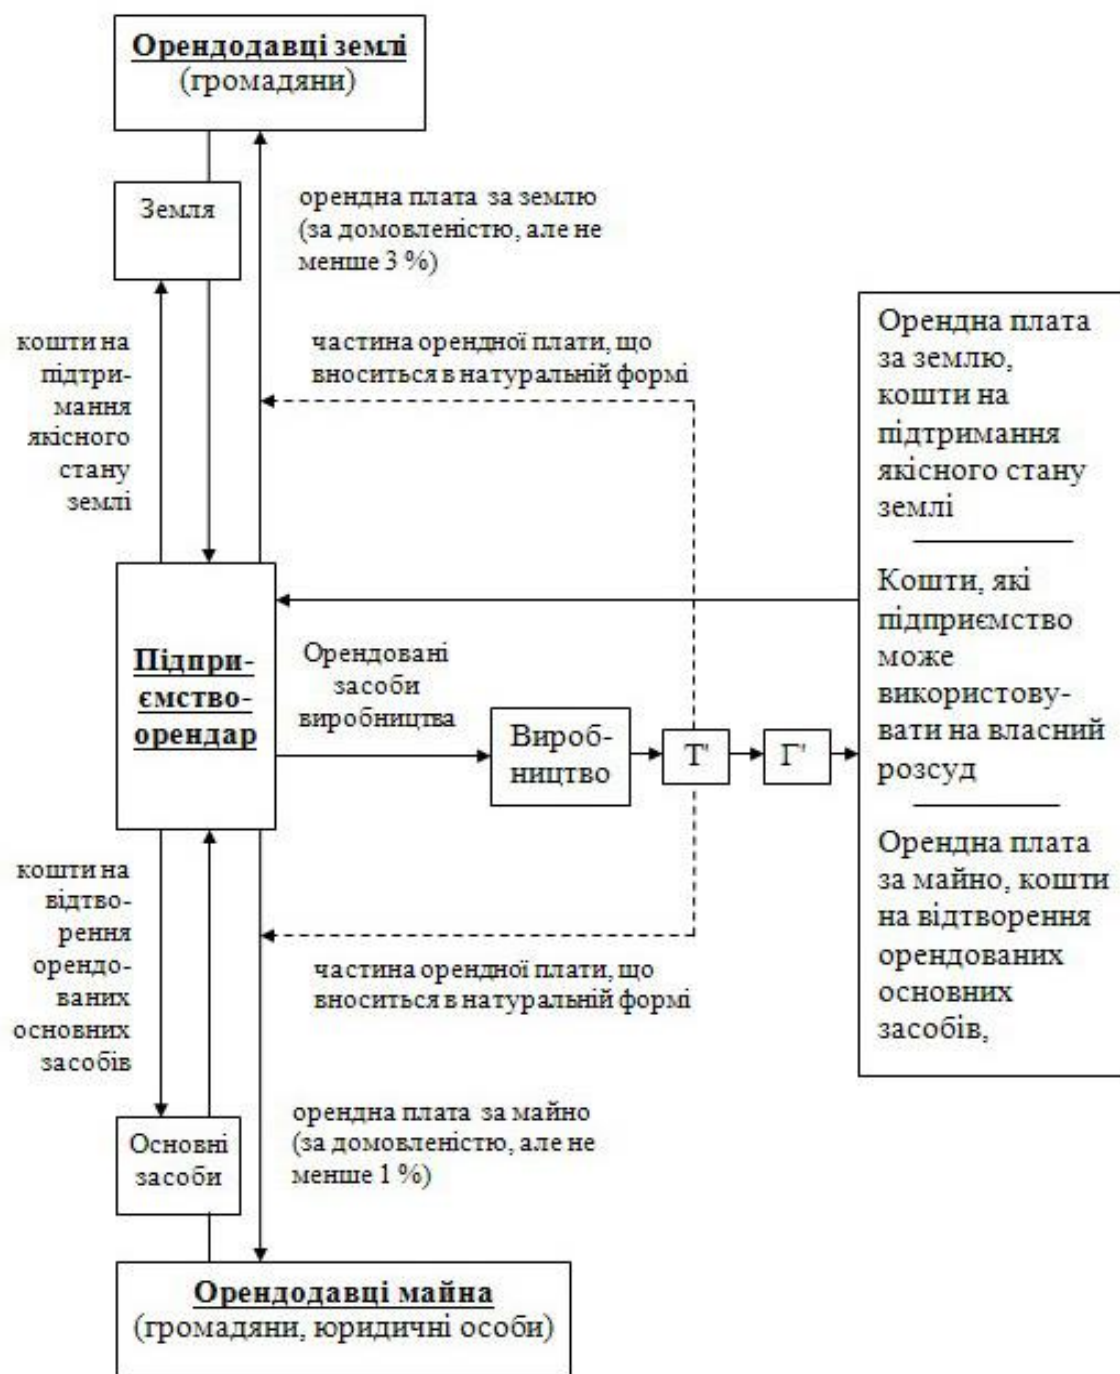 Орендодавці землі
(громадяни)
Земля
орендна плата за землю
(за домовленістю, але не
менше 3 %)
кошти на
підтри-
мання
якісного
стану
землі
частина орендної плати, що
вноситься в натуральній формі
Орендна плата
за землю,
кошти на
підтримання
якісного стану
землі
Кошти, які
підприємство
може
використову-
вати на власний
розсуд
Орендна плата
за майно, кошти
на відтворення
орендованих
основних
засобів,
Підпри-
ємство-
орендар
Орендовані
засоби
виробництва
Вироб-
ництво
Т'
Г'
кошти на
відтво-
рення
орендо-
ваних
основних
засобів
частина орендної плати, що
вноситься в натуральній формі
орендна плата за майно
(за домовленістю, але не
менше 1 %)
Основні
засоби
Орендодавці майна
(громадяни, юридичні особи)